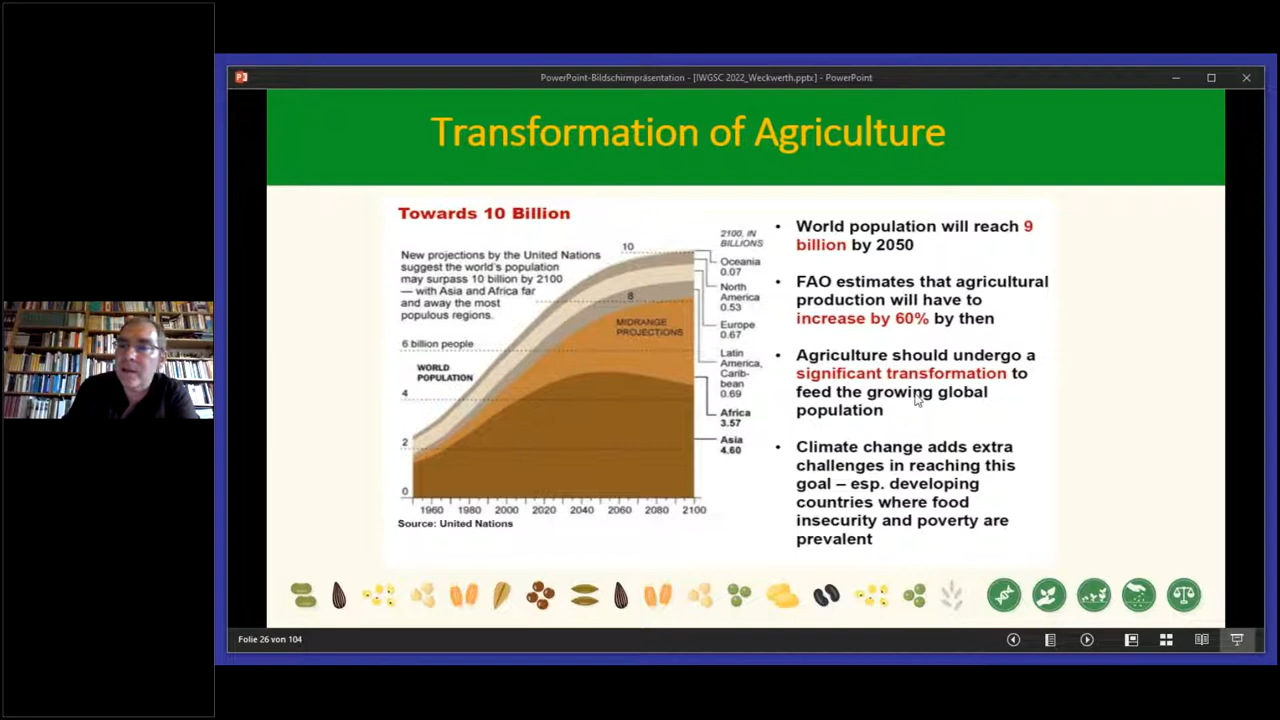 PowerPoint-Bildschirmpräsentation - [IWGSC 2022_Weckwerth.pptx] - PowerPoint
Transformation of Agriculture
Towards 10 Billion
New projections by the United Nations
suggest the world's population
may surpass 10 billion by 2100
— with Asia and Africa far
and away the most
populous regions.
10
8
6 billion people
4
2
0
WORLD
POPULATION
MIDRANGE
PROJECTIONS
2100, IN
BILLIONS
Oceania
0.07
North
America
0.53
Europe
0.67
Latin
America,
Carib-
bean
0.69
Africa
3.57
Asia
4.60
1960 1980 2000 2020 2040 2060 2080 2100
Source: United Nations
• World population will reach 9
billion by 2050
• FAO estimates that agricultural
production will have to
increase by 60% by then
• Agriculture should undergo a
significant transformation to
feed the growing global
population
• Climate change adds extra
challenges in reaching this
goal – esp. developing
countries where food
insecurity and poverty are
prevalent
Folie 26 von 104